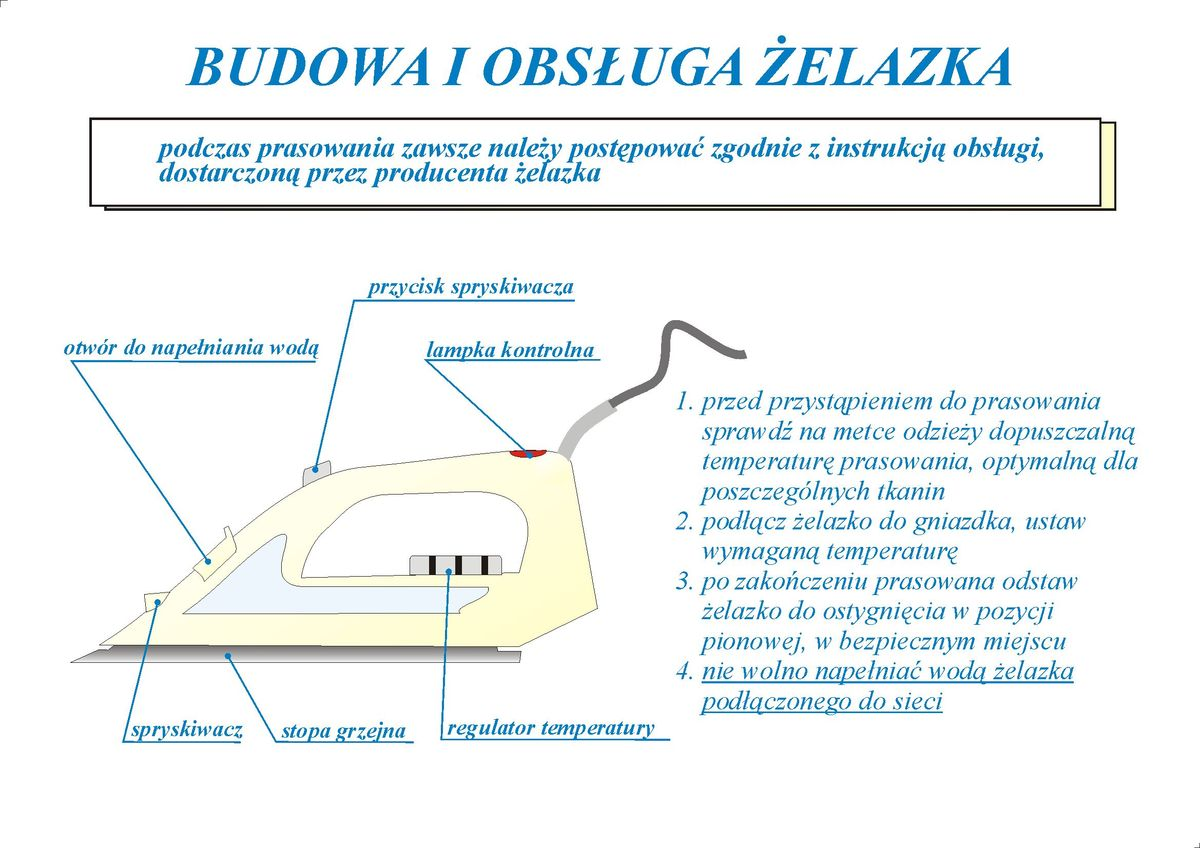 BUDOWA I OBSŁUGA ŻELAZKA
podczas prasowania zawsze należy postępować zgodnie z instrukcją obsługi,
dostarczoną przez producenta żelazka
przycisk spryskiwacza
otwór do napełniania wodą
lampka kontrolna
1. przed przystąpieniem do prasowania
sprawdź na metce odzieży dopuszczalną
temperaturę prasowania, optymalną dla
poszczególnych tkanin
2. podłącz żelazko do gniazdka, ustaw
wymaganą temperaturę
3. po zakończeniu prasowana odstaw
żelazko do ostygnięcia w pozycji
pionowej, w bezpiecznym miejscu
4. nie wolno napełniać wodą żelazka
podłączonego do sieci
spryskiwacz
stopa grzejna
regulator temperatury